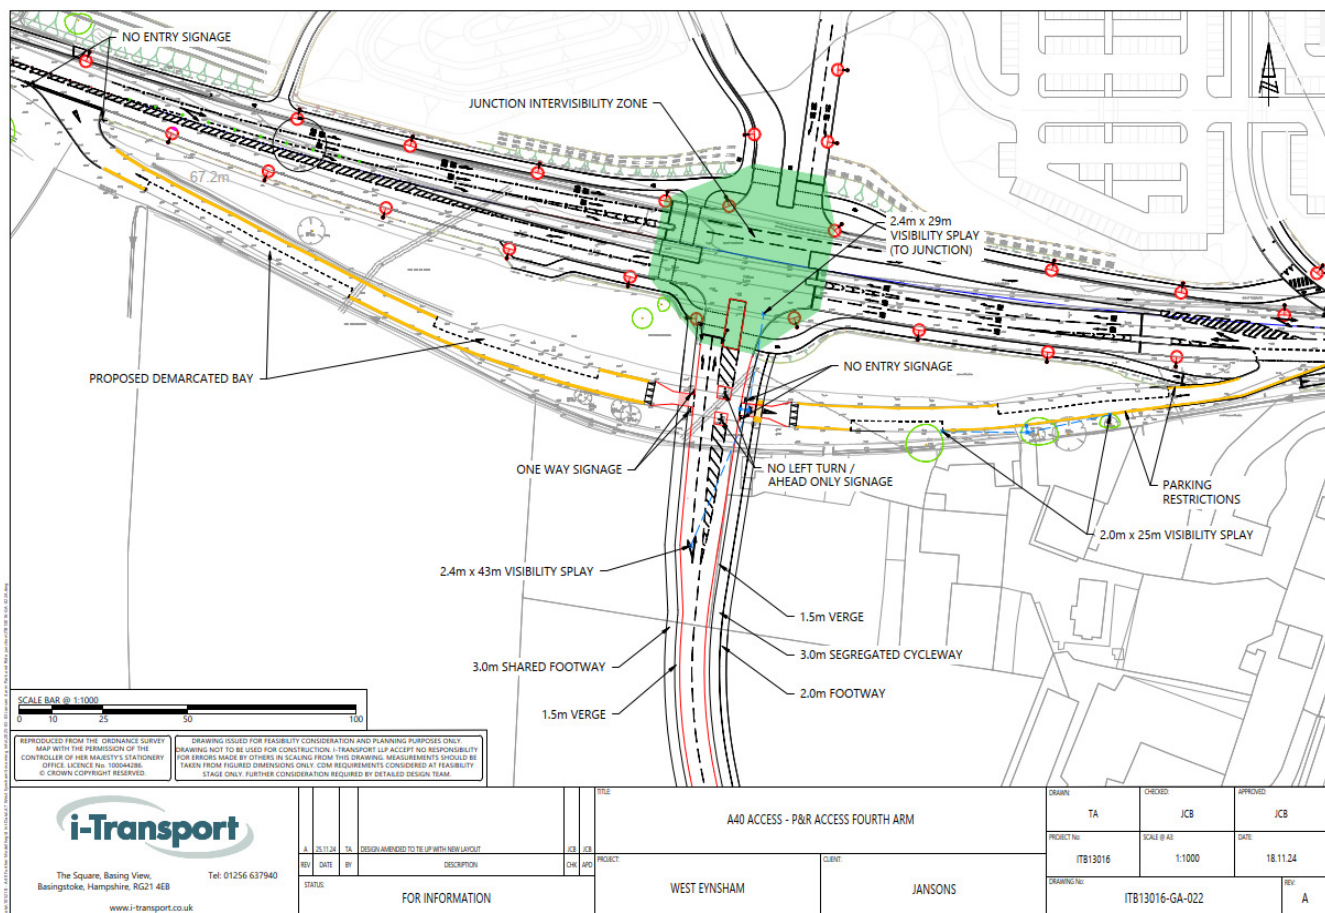 NO ENTRY SIGNAGE
JUNCTION INTERVISIBILITY ZONE
67.2m
2.4m x 29m
VISIBILITY SPLAY
(TO JUNCTION)
PROPOSED DEMARCATED BAY
NO ENTRY SIGNAGE
ONE WAY SIGNAGE
NO LEFT TURN /
AHEAD ONLY SIGNAGE
PARKING
RESTRICTIONS
2.0m x 25m VISIBILITY SPLAY
2.4m x 43m VISIBILITY SPLAY
1.5m VERGE
3.0m SHARED FOOTWAY
3.0m SEGREGATED CYCLEWAY
2.0m FOOTWAY
1.5m VERGE
SCALE BAR @ 1:1000
0 10 25 50 100
REPRODUCED FROM THE ORDNANCE SURVEY
MAP WITH THE PERMISSION OF THE
CONTROLLER OF HER MAJESTY'S STATIONERY
OFFICE. LICENCE No. 100044286.
© CROWN COPYRIGHT RESERVED.
DRAWING ISSUED FOR FEASIBILITY CONSIDERATION AND PLANNING PURPOSES ONLY.
DRAWING NOT TO BE USED FOR CONSTRUCTION. I-TRANSPORT LLP ACCEPT NO RESPONSIBILITY
FOR ERRORS MADE BY OTHERS IN SCALING FROM THIS DRAWING. MEASUREMENTS SHOULD BE
TAKEN FROM FIGURED DIMENSIONS ONLY. CDM REQUIREMENTS CONSIDERED AT FEASIBILITY
STAGE ONLY. FURTHER CONSIDERATION REQUIRED BY DETAILED DESIGN TEAM.
i-Transport
The Square, Basing View,
Basingstoke, Hampshire, RG21 4EB
Tel: 01256 637940
www.i-transport.co.uk
A 25.11.24 TA DESIGN AMENDED TO TIE UP WITH NEW LAYOUT JCB JCB
REV DATE BY DESCRIPTION CHK APD
STATUS:
FOR INFORMATION
TITLE:
A40 ACCESS - P&R ACCESS FOURTH ARM
PROJECT:
WEST EYNSHAM
CLIENT:
JANSONS
DRAWN:
TA
CHECKED:
JCB
APPROVED:
JCB
PROJECT No:
ITB13016
SCALE @ A3:
1:1000
DATE:
18.11.24
DRAWING No:
ITB13016-GA-022
REV:
A